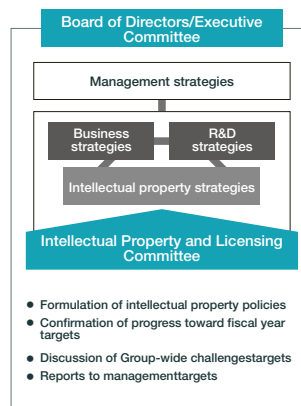 Board of Directors/Executive
Committee
Management strategies
Business
strategies
R&D
strategies
Intellectual property strategies
Intellectual Property and Licensing
Committee
● Formulation of intellectual property policies
● Confirmation of progress toward fiscal year
targets
● Discussion of Group-wide challengestargets
● Reports to managementtargets